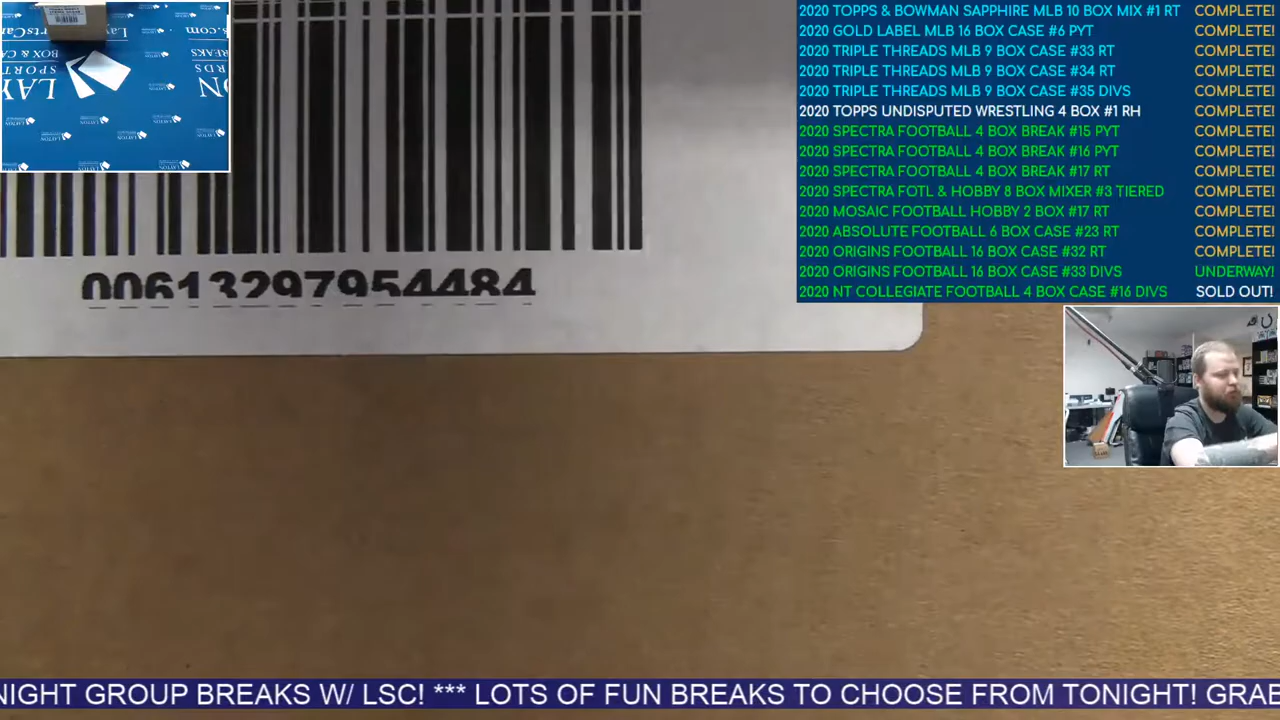 2020 TOPPS & BOWMAN SAPPHIRE MLB 10 BOX MIX #1 RT COMPLETE!
2020 GOLD LABEL MLB 16 BOX CASE #6 PYT COMPLETE!
2020 TRIPLE THREADS MLB 9 BOX CASE #33 RT COMPLETE!
2020 TRIPLE THREADS MLB 9 BOX CASE #34 RT COMPLETE!
2020 TRIPLE THREADS MLB 9 BOX CASE #35 DIVS COMPLETE!
2020 TOPPS UNDISPUTED WRESTLING 4 BOX #1 RH COMPLETE!
2020 SPECTRA FOOTBALL 4 BOX BREAK #15 PYT COMPLETE!
2020 SPECTRA FOOTBALL 4 BOX BREAK #16 PYT COMPLETE!
2020 SPECTRA FOOTBALL 4 BOX BREAK #17 RT COMPLETE!
2020 SPECTRA FOTL & HOBBY 8 BOX MIXER #3 TIERED COMPLETE!
2020 MOSAIC FOOTBALL HOBBY 2 BOX #17 RT COMPLETE!
2020 ABSOLUTE FOOTBALL 6 BOX CASE #23 RT COMPLETE!
2020 ORIGINS FOOTBALL 16 BOX CASE #32 RT COMPLETE!
2020 ORIGINS FOOTBALL 16 BOX CASE #33 DIVS UNDERWAY!
2020 NT COLLEGIATE FOOTBALL 4 BOX CASE #16 DIVS SOLD OUT!
00613297954484
NIGHT GROUP BREAKS W/ LSC! *** LOTS OF FUN BREAKS TO CHOOSE FROM TONIGHT! GRAB